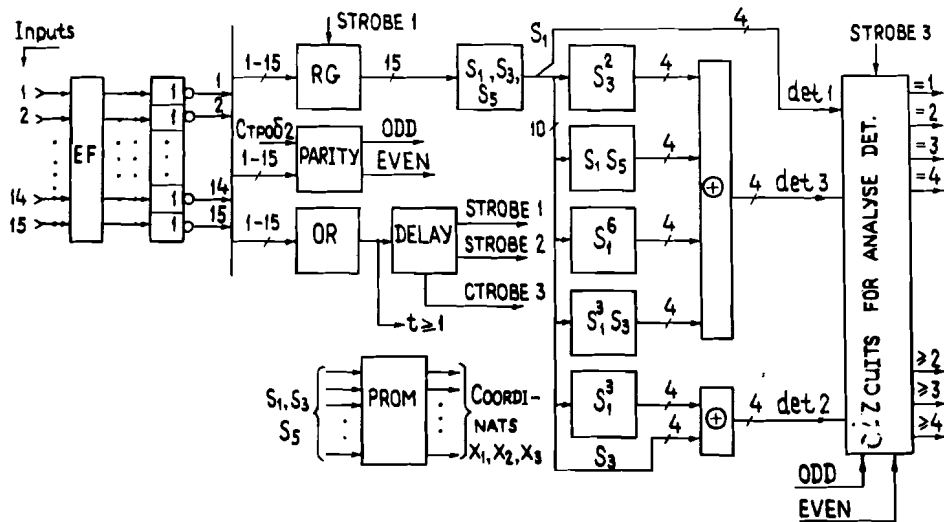 Inputs
1
2
14
15
EF
1
1
1
1
1
2
14
15
STROBE 1
1-15
RG
15
S₁, S₃,
S₅
Строб2
1-15
PARITY
ODD
EVEN
1-15
OR
DELAY
STROBE 1
STROBE 2
CTROBE 3
t≥1
S₁, S₃
S₅
PROM
COORDI-
NATS
X₁, X₂, X₃
S₁
4
10
S₃²
4
S₁ S₅
4
S₁⁶
4
S₁³ S₃
4
S₁³
4
S₃
4
⊕
4
det 3
⊕
4
det 2
det 1
STROBE 3
CIRCUITS FOR ANALYSE DET.
=1
=2
=3
=4
≥2
≥3
≥4
ODD
EVEN